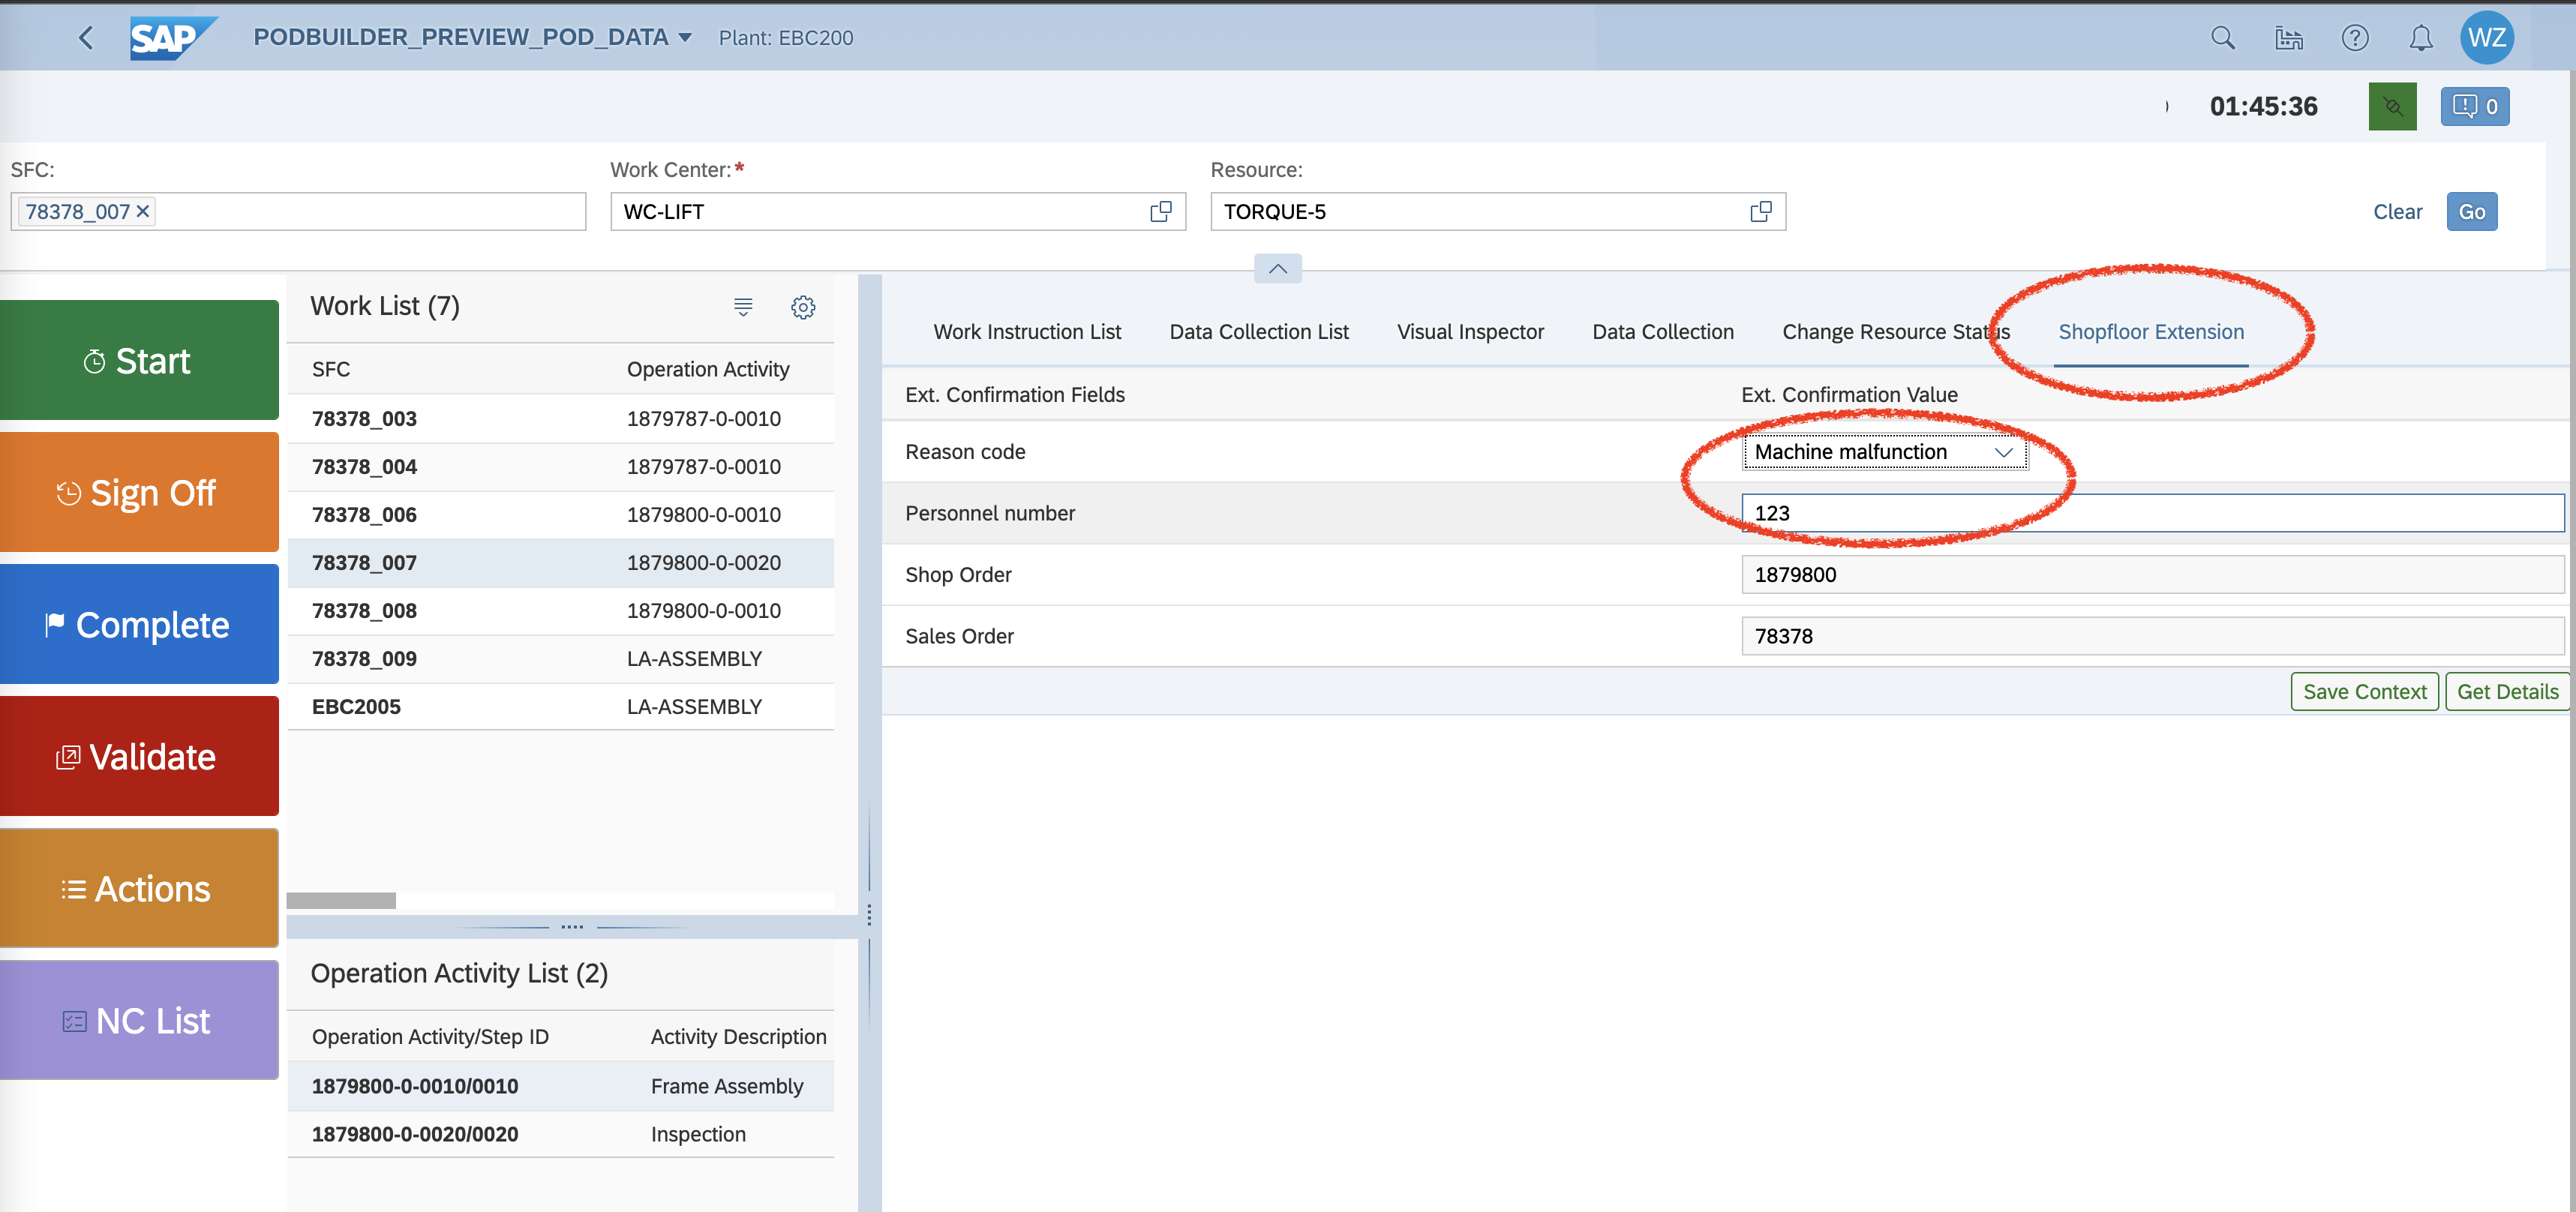 SAP PODBUILDER_PREVIEW_POD_DATA Plant: EBC200 WZ
01:45:36 0
SFC: Work Center:* Resource:
78378_007 WC-LIFT TORQUE-5 Clear Go
Start
Sign Off
Complete
Validate
Actions
NC List
Work List (7)
SFC Operation Activity
78378_003 1879787-0-0010
78378_004 1879787-0-0010
78378_006 1879800-0-0010
78378_007 1879800-0-0020
78378_008 1879800-0-0010
78378_009 LA-ASSEMBLY
EBC2005 LA-ASSEMBLY
Operation Activity List (2)
Operation Activity/Step ID Activity Description
1879800-0-0010/0010 Frame Assembly
1879800-0-0020/0020 Inspection
Work Instruction List Data Collection List Visual Inspector Data Collection Change Resource Status Shopfloor Extension
Ext. Confirmation Fields Ext. Confirmation Value
Reason code Machine malfunction
Personnel number 123
Shop Order 1879800
Sales Order 78378
Save Context Get Details